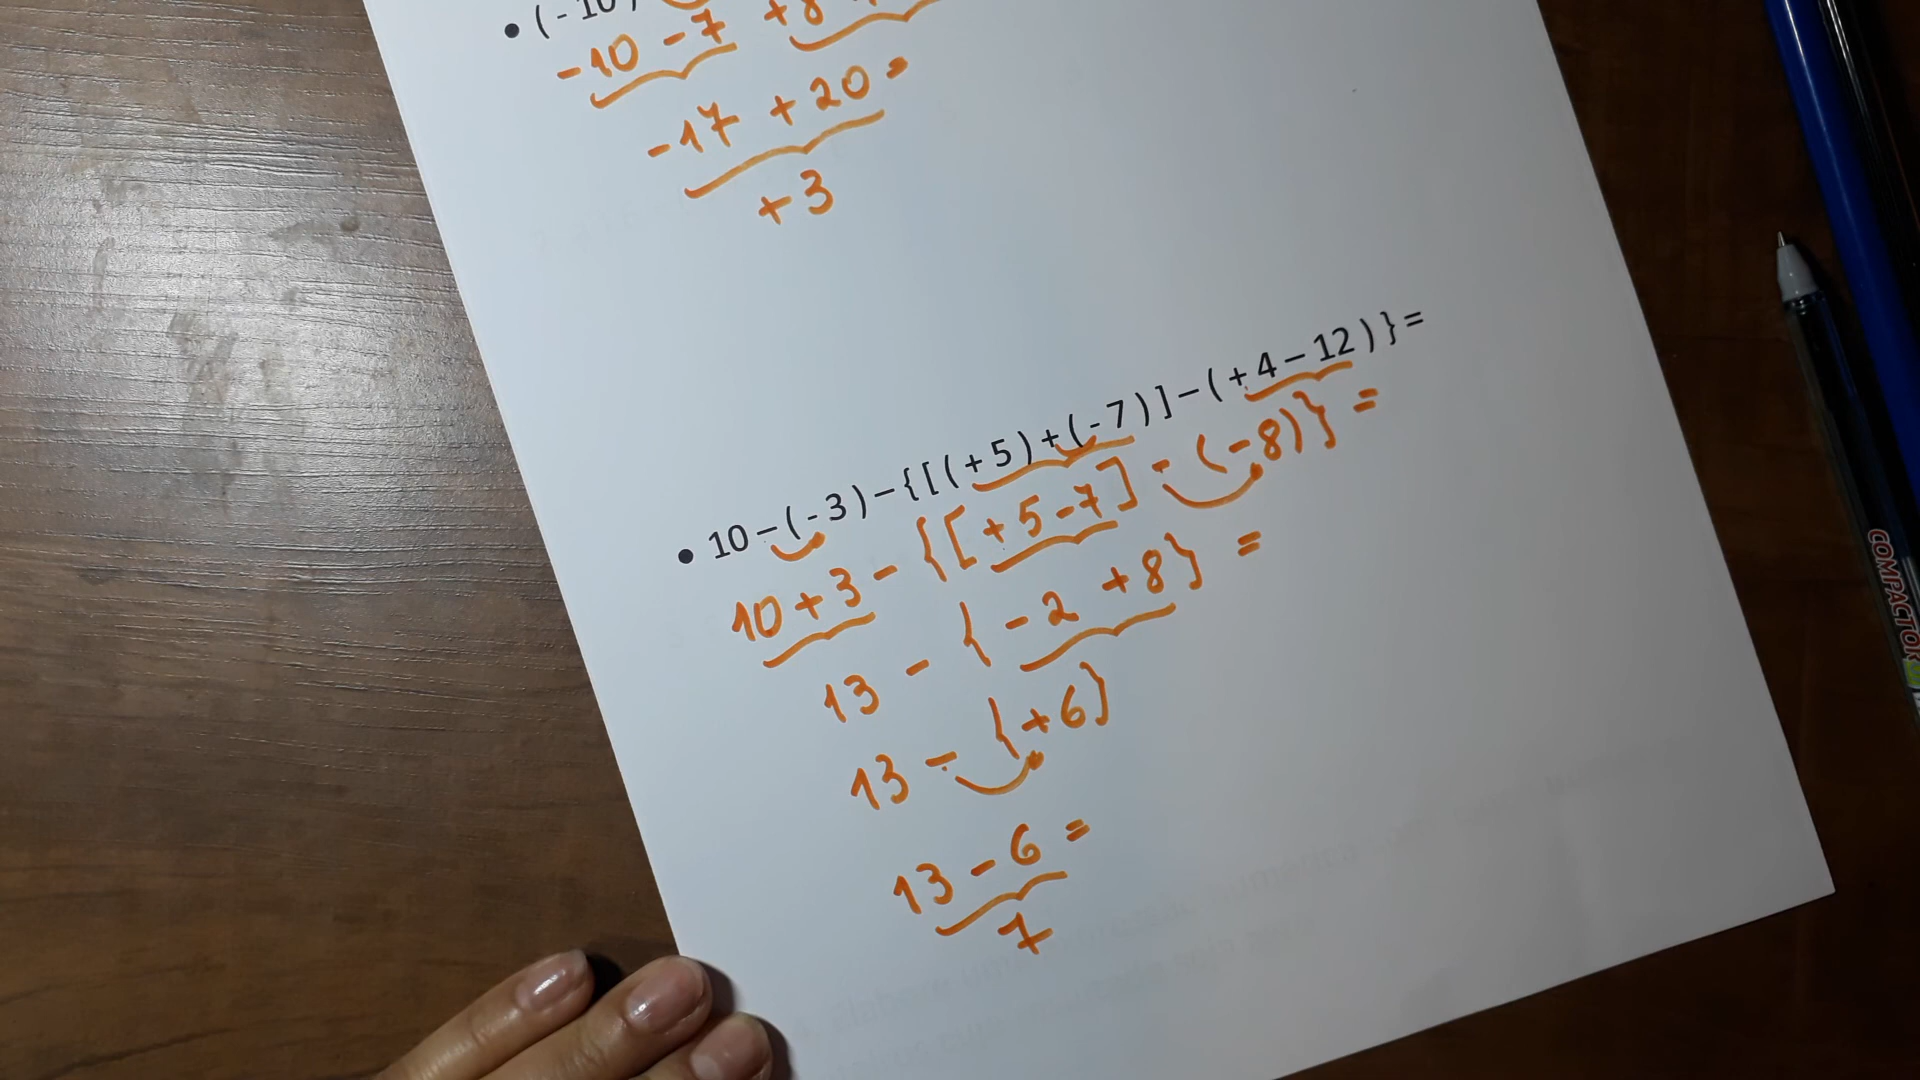 • (-10)
-10 -7 +8
-17 +20 =
+3
• 10–(-3)–{[(+5)+(-7)]–(+4–12)}=
10+3 - {[+5-7] - (-8)} =
13 - {-2 +8} =
13 - {+6}
13 - 6 =
7
COMPACTOR